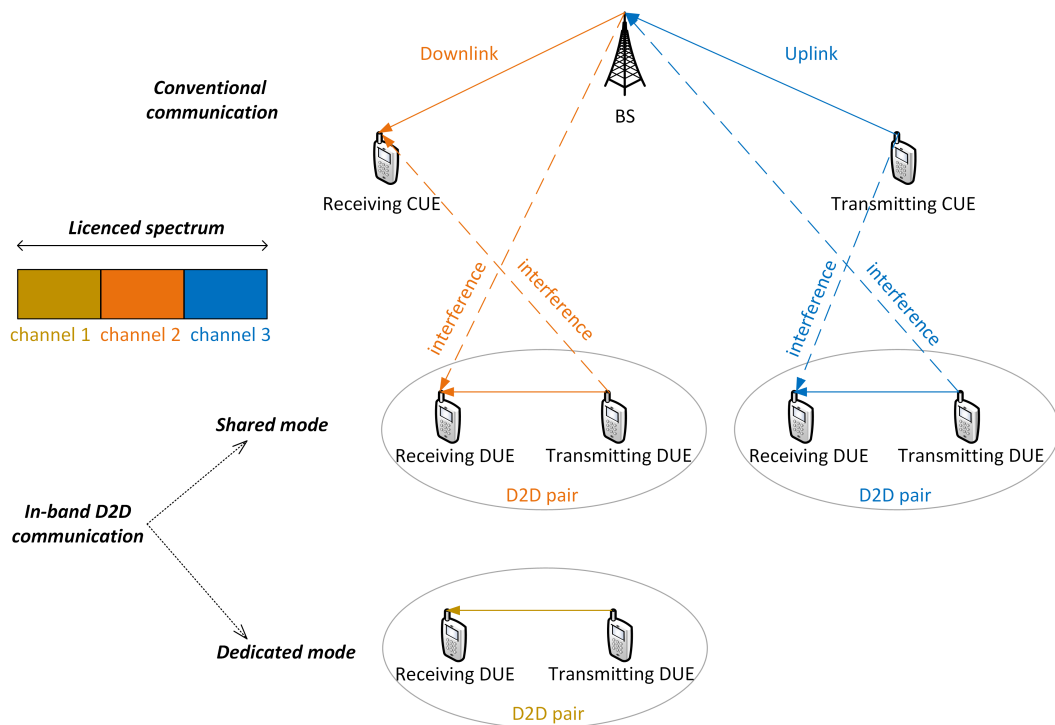 Downlink
Uplink
Conventional
communication
BS
Receiving CUE
Transmitting CUE
Licenced spectrum
channel 1
channel 2
channel 3
interference
interference
interference
interference
Shared mode
Receiving DUE
Transmitting DUE
D2D pair
Receiving DUE
Transmitting DUE
D2D pair
In-band D2D
communication
Dedicated mode
Receiving DUE
Transmitting DUE
D2D pair